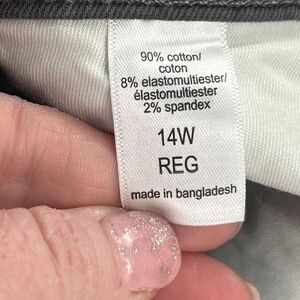 90% cotton/
coton
8% elastomultiester/
élastomultiester
2% spandex
14W
REG
made in bangladesh